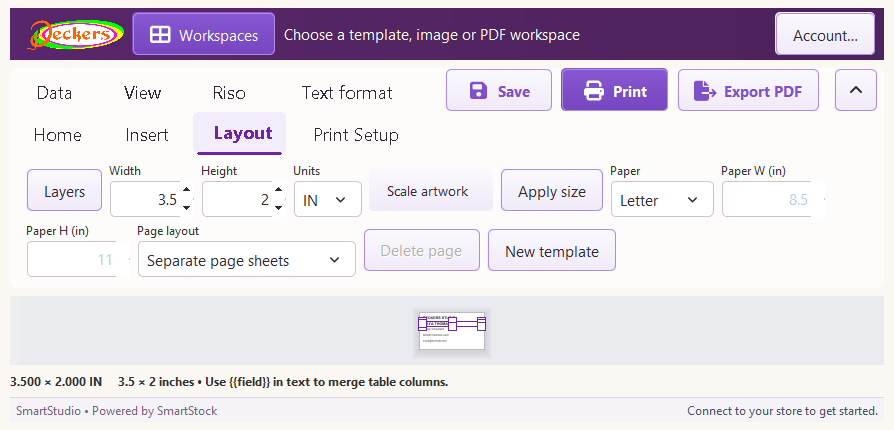 Deckers
Workspaces
Choose a template, image or PDF workspace
Account...
Data
View
Riso
Text format
Save
Print
Export PDF
Home
Insert
Layout
Print Setup
Layers
Width
3.5
Height
2
Units
IN
Scale artwork
Apply size
Paper
Letter
Paper W (in)
8.5
Paper H (in)
11
Page layout
Separate page sheets
Delete page
New template
3.500 × 2.000 IN
3.5 × 2 inches • Use {{field}} in text to merge table columns.
SmartStudio • Powered by SmartStock
Connect to your store to get started.